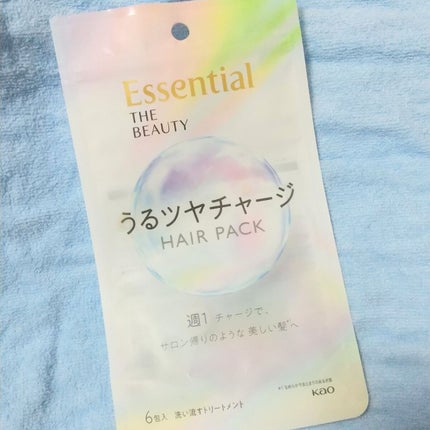 Essential
THE
BEAUTY
うるツヤチャージ
HAIR PACK
週1 チャージで、
サロン帰りのような 美しい髪*へ
6包入 洗い流すトリートメント
Kao